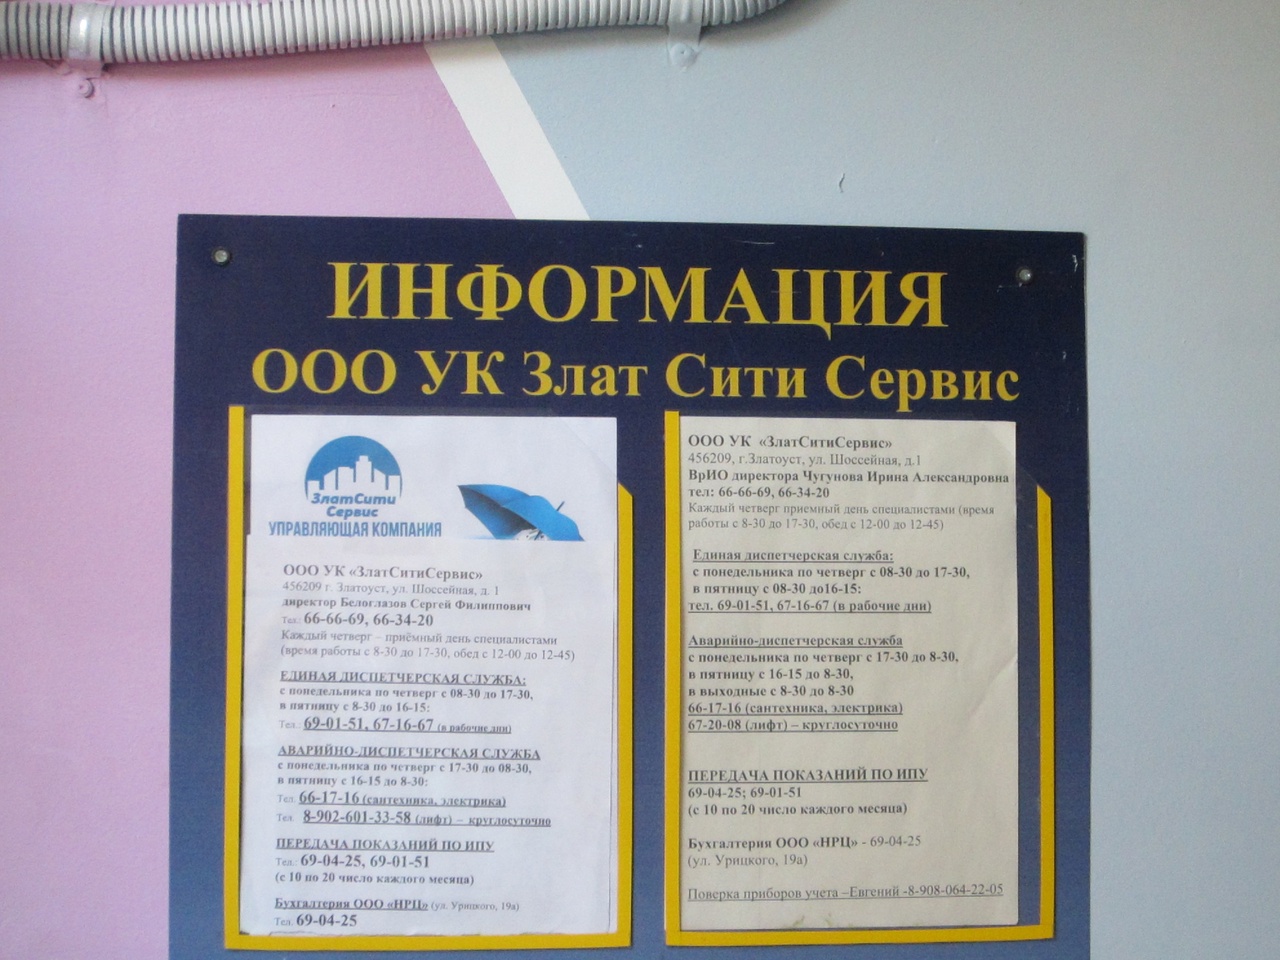 ИНФОРМАЦИЯ
ООО УК Злат Сити Сервис
ЗлатСити
Сервис
УПРАВЛЯЮЩАЯ КОМПАНИЯ
ООО УК «ЗлатСитиСервис»
456209 г. Златоуст, ул. Шоссейная, д. 1
директор Белоглазов Сергей Филиппович
Тел.: 66-66-69, 66-34-20
Каждый четверг – приёмный день специалистами
(время работы с 8-30 до 17-30, обед с 12-00 до 12-45)
ЕДИНАЯ ДИСПЕТЧЕРСКАЯ СЛУЖБА:
с понедельника по четверг с 08-30 до 17-30,
в пятницу с 8-30 до 16-15:
Тел.: 69-01-51, 67-16-67 (в рабочие дни)
АВАРИЙНО-ДИСПЕТЧЕРСКАЯ СЛУЖБА
с понедельника по четверг с 17-30 до 08-30,
в пятницу с 16-15 до 8-30:
Тел. 66-17-16 (сантехника, электрика)
Тел. 8-902-601-33-58 (лифт) – круглосуточно
ПЕРЕДАЧА ПОКАЗАНИЙ ПО ИПУ
Тел.: 69-04-25, 69-01-51
(с 10 по 20 число каждого месяца)
Бухгалтерия ООО «НРЦ» (ул. Урицкого, 19а)
Тел. 69-04-25
ООО УК «ЗлатСитиСервис»
456209, г.Златоуст, ул. Шоссейная, д.1
ВрИО директора Чугунова Ирина Александровна
тел: 66-66-69, 66-34-20
Каждый четверг приемный день специалистами (время
работы с 8-30 до 17-30, обед с 12-00 до 12-45)
Единая диспетчерская служба:
с понедельника по четверг с 08-30 до 17-30,
в пятницу с 08-30 до16-15:
тел. 69-01-51, 67-16-67 (в рабочие дни)
Аварийно-диспетчерская служба
с понедельника по четверг с 17-30 до 8-30,
в пятницу с 16-15 до 8-30,
в выходные с 8-30 до 8-30
66-17-16 (сантехника, электрика)
67-20-08 (лифт) – круглосуточно
ПЕРЕДАЧА ПОКАЗАНИЙ ПО ИПУ
69-04-25; 69-01-51
(с 10 по 20 число каждого месяца)
Бухгалтерия ООО «НРЦ» - 69-04-25
(ул. Урицкого, 19а)
Поверка приборов учета –Евгений -8-908-064-22-05